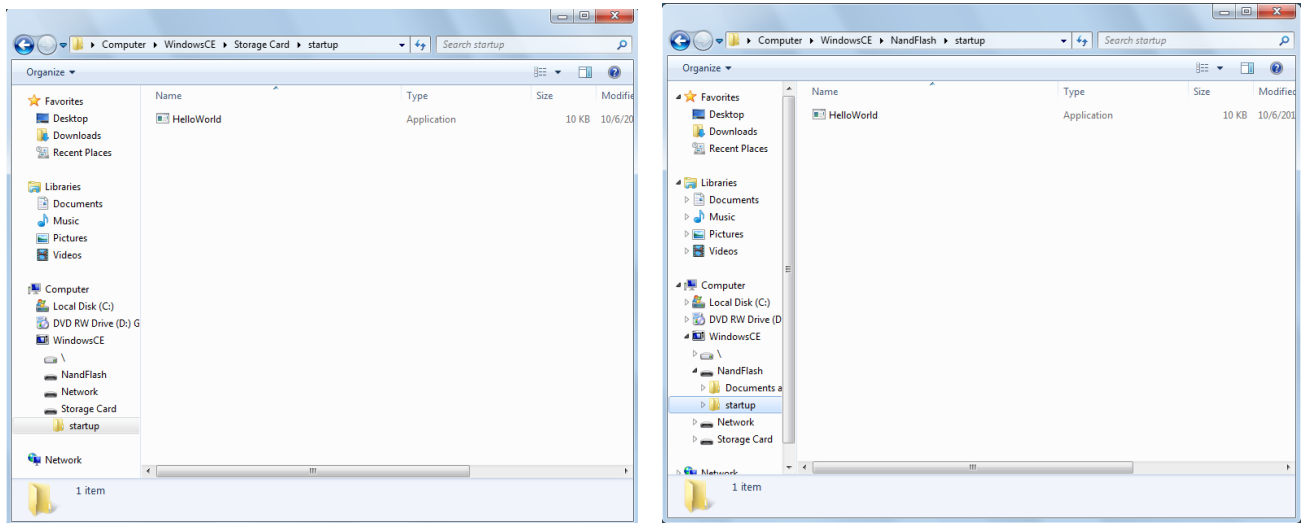 Computer ▸ WindowsCE ▸ Storage Card ▸ startup
Search startup
Organize
Name Type Size Modifie
Favorites
Desktop
Downloads
Recent Places
Libraries
Documents
Music
Pictures
Videos
Computer
Local Disk (C:)
DVD RW Drive (D:) G
WindowsCE
\
NandFlash
Network
Storage Card
startup
Network
HelloWorld Application 10 KB 10/6/20
1 item
Computer ▸ WindowsCE ▸ NandFlash ▸ startup
Search startup
Organize
Name Type Size Modified
Favorites
Desktop
Downloads
Recent Places
Libraries
Documents
Music
Pictures
Videos
Computer
Local Disk (C:)
DVD RW Drive (D
WindowsCE
\
NandFlash
Documents a
startup
Network
Storage Card
Network
HelloWorld Application 10 KB 10/6/201
1 item